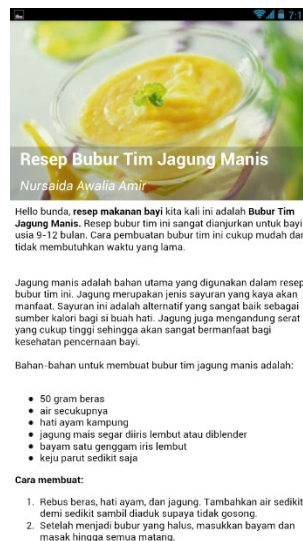 7:1
Resep Bubur Tim Jagung Manis
Nursaida Awalia Amir
Hello bunda, resep makanan bayi kita kali ini adalah Bubur Tim
Jagung Manis. Resep bubur tim ini sangat dianjurkan untuk bayi
usia 9-12 bulan. Cara pembuatan bubur tim ini cukup mudah dan
tidak membutuhkan waktu yang lama.
Jagung manis adalah bahan utama yang digunakan dalam resep
bubur tim ini. Jagung merupakan jenis sayuran yang kaya akan
manfaat. Sayuran ini adalah alternatif yang sangat baik sebagai
sumber kalori bagi si buah hati. Jagung juga mengandung serat
yang cukup tinggi sehingga akan sangat bermanfaat bagi
kesehatan pencernaan bayi.
Bahan-bahan untuk membuat bubur tim jagung manis adalah:
• 50 gram beras
• air secukupnya
• hati ayam kampung
• jagung mais segar diiris lembut atau diblender
• bayam satu genggam iris lembut
• keju parut sedikit saja
Cara membuat:
1. Rebus beras, hati ayam, dan jagung. Tambahkan air sedikit
demi sedikit sambil diaduk supaya tidak gosong.
2. Setelah menjadi bubur yang halus, masukkan bayam dan
masak hingga semua matang.